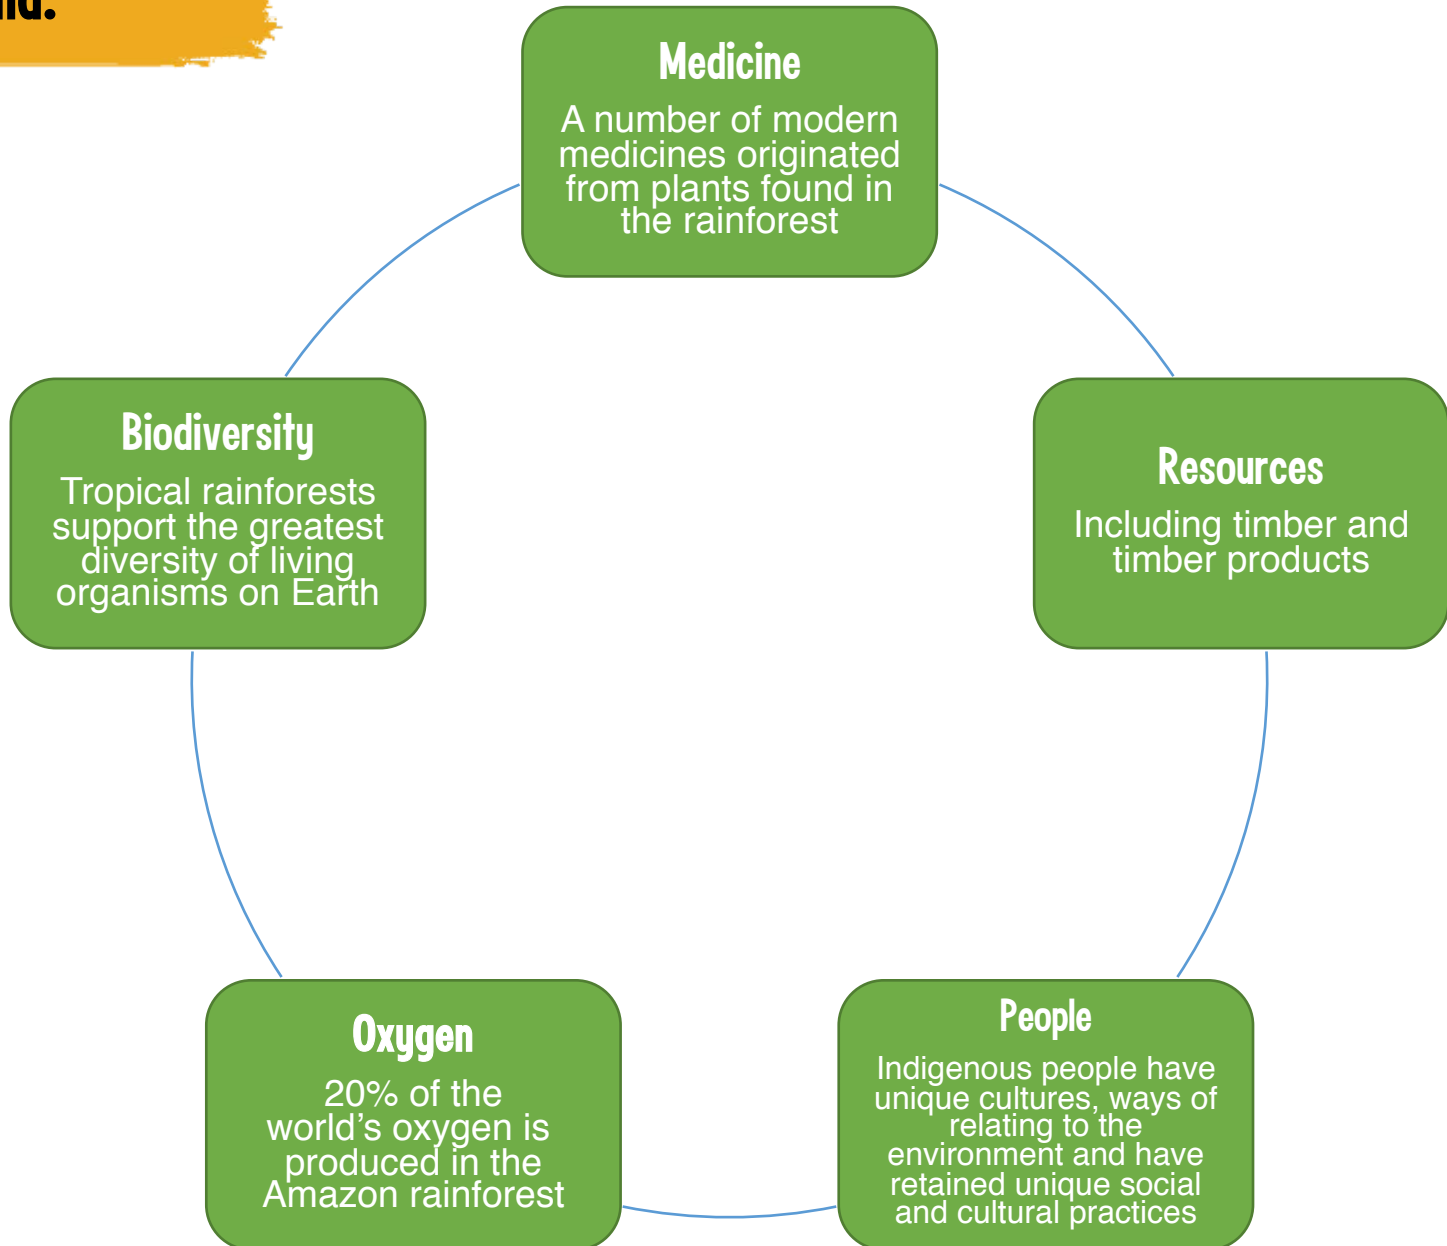 Medicine
A number of modern
medicines originated
from plants found in
the rainforest
Biodiversity
Tropical rainforests
support the greatest
diversity of living
organisms on Earth
Resources
Including timber and
timber products
Oxygen
20% of the
world’s oxygen is
produced in the
Amazon rainforest
People
Indigenous people have
unique cultures, ways of
relating to the
environment and have
retained unique social
and cultural practices